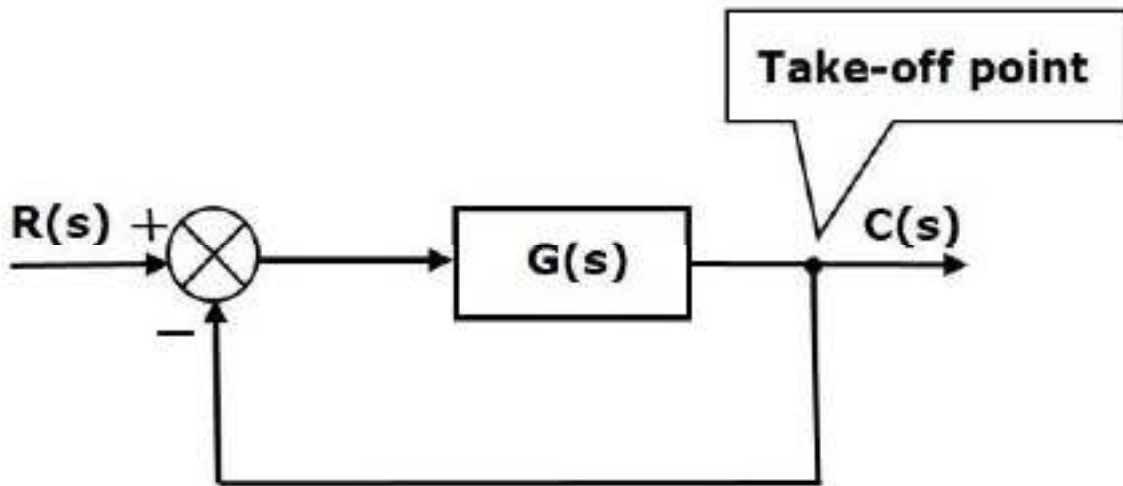 Take-off point
R(s) +
G(s)
C(s)
−